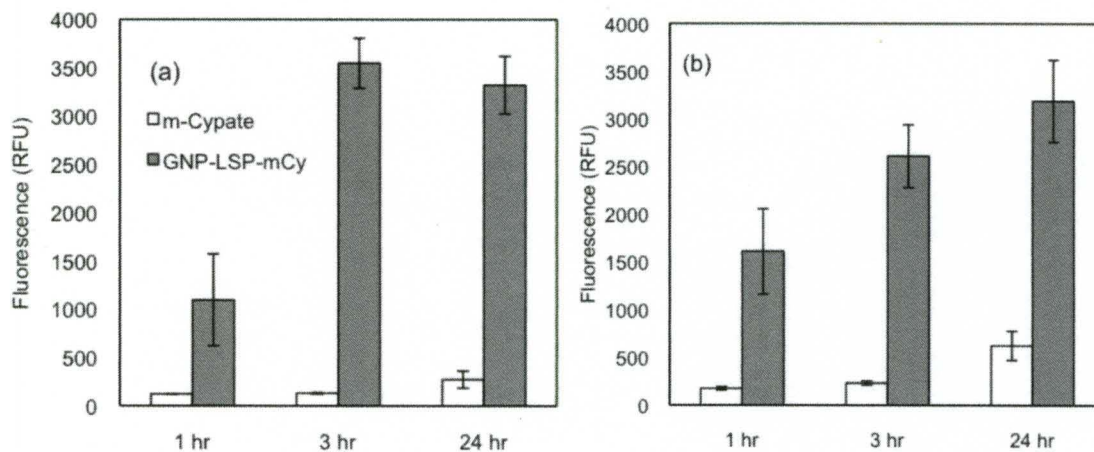 4000
3500
3000
2500
2000
1500
1000
500
0
Fluorescence (RFU)
(a)
m-Cypate
GNP-LSP-mCy
1 hr 3 hr 24 hr
4000
3500
3000
2500
2000
1500
1000
500
0
Fluorescence (RFU)
(b)
1 hr 3 hr 24 hr